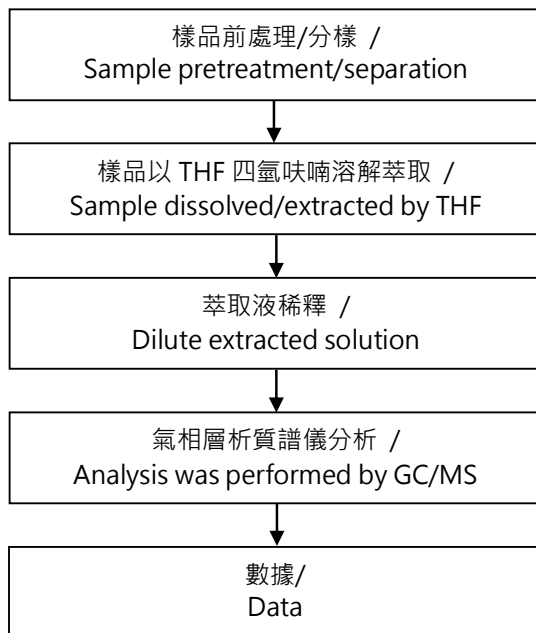 樣品前處理/分樣 /
Sample pretreatment/separation
樣品以 THF 四氫呋喃溶解萃取 /
Sample dissolved/extracted by THF
萃取液稀釋 /
Dilute extracted solution
氣相層析質譜儀分析 /
Analysis was performed by GC/MS
數據/
Data